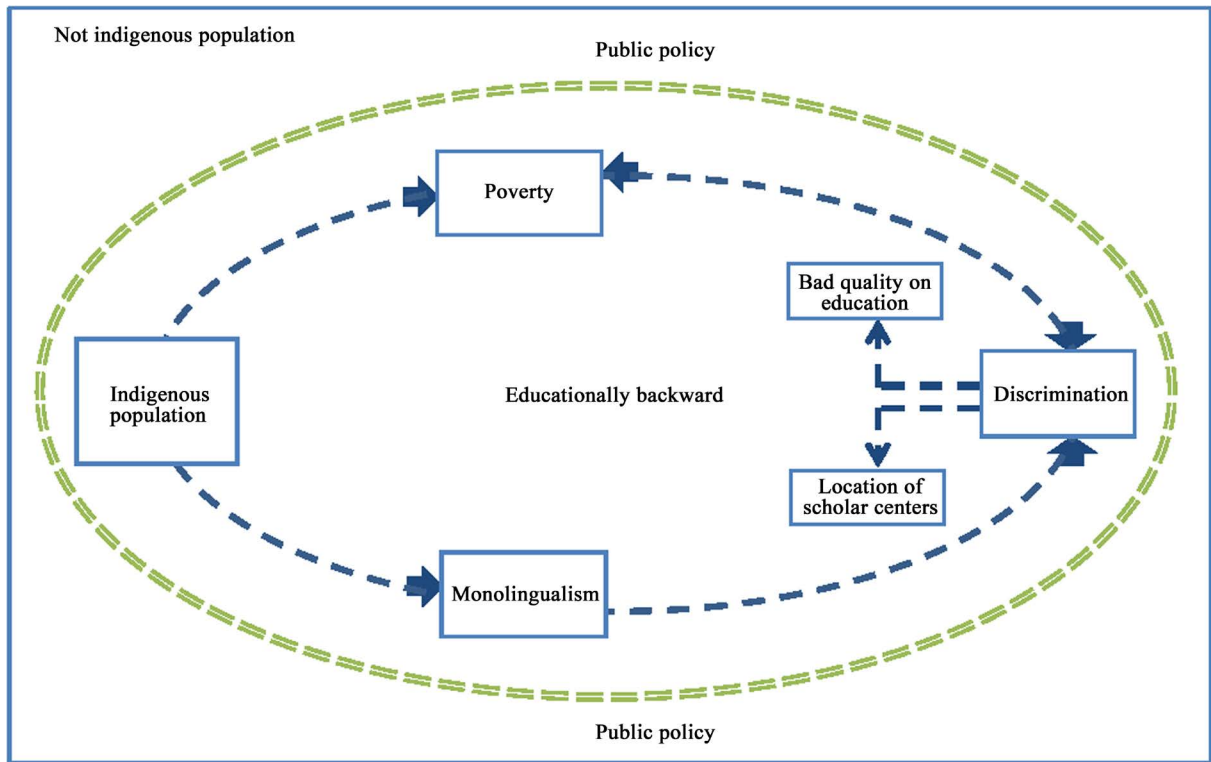 Not indigenous population
Public policy
Poverty
Bad quality on
education
Indigenous
population
Educationally backward
Discrimination
Location of
scholar centers
Monolingualism
Public policy